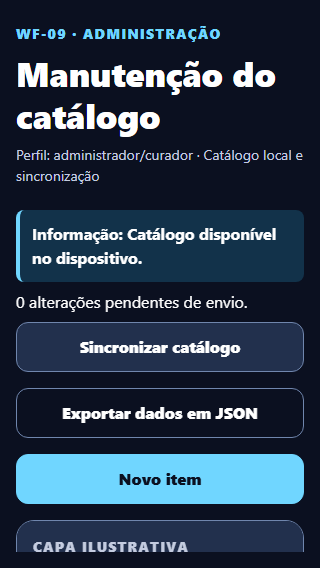 WF-09 · ADMINISTRAÇÃO
Manutenção do
catálogo
Perfil: administrador/curador · Catálogo local e
sincronização
Informação: Catálogo disponível
no dispositivo.
0 alterações pendentes de envio.
Sincronizar catálogo
Exportar dados em JSON
Novo item
CAPA ILUSTRATIVA